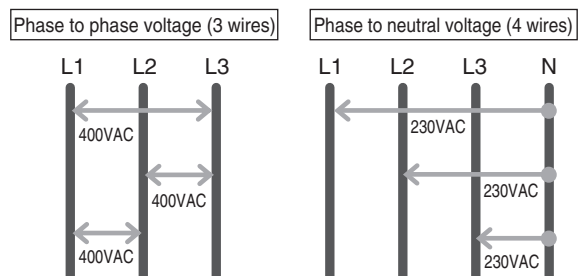 Phase to phase voltage (3 wires)
L1 L2 L3
400VAC
400VAC
400VAC
Phase to neutral voltage (4 wires)
L1 L2 L3 N
230VAC
230VAC
230VAC